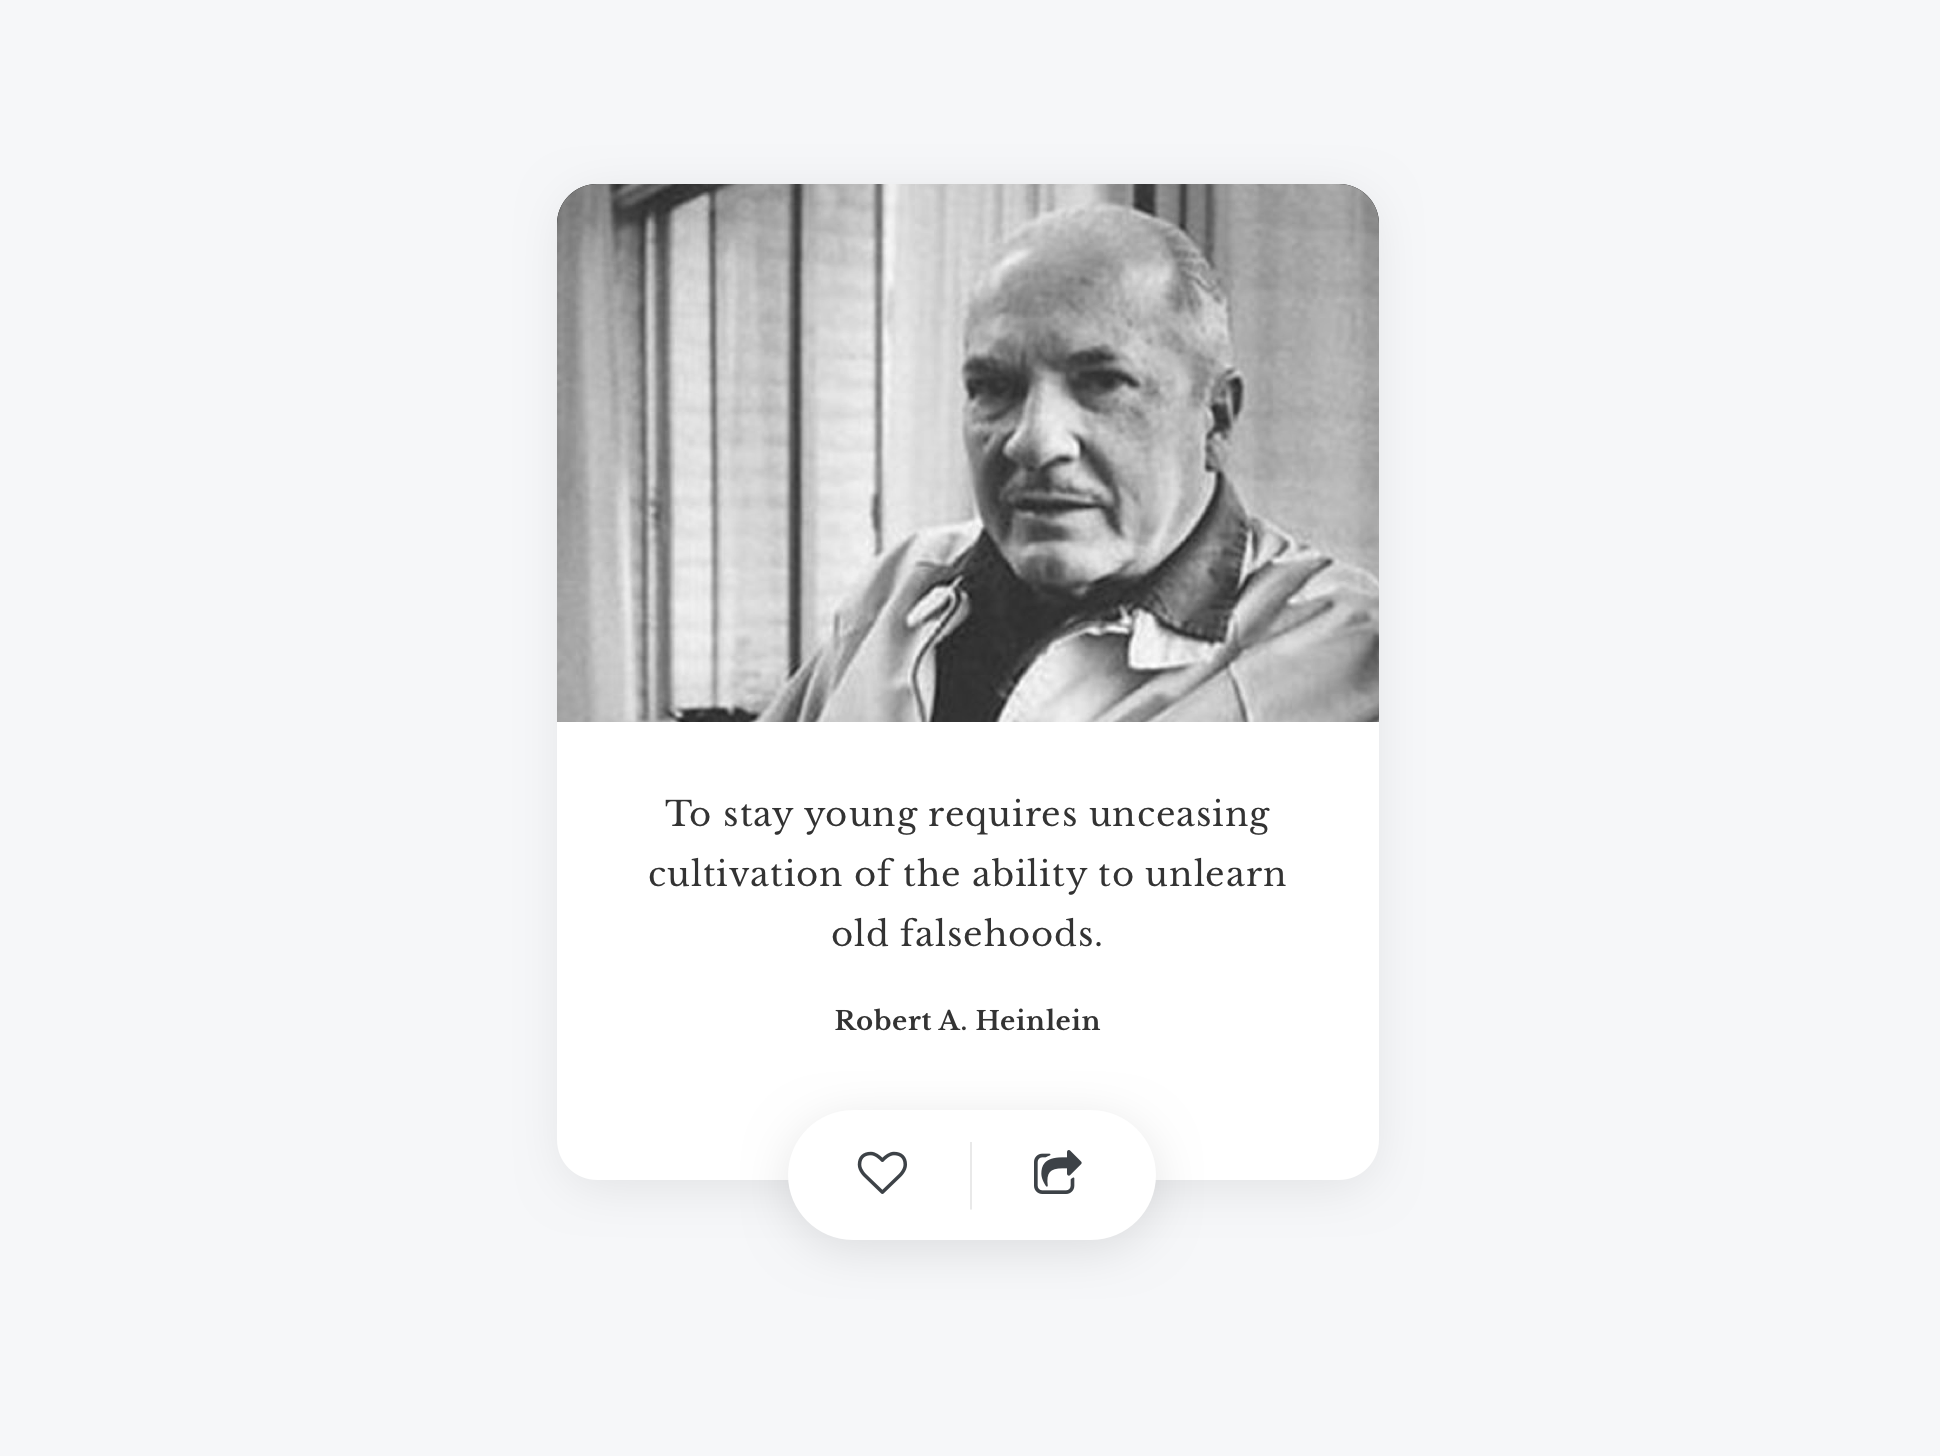 To stay young requires unceasing
cultivation of the ability to unlearn
old falsehoods.
Robert A. Heinlein